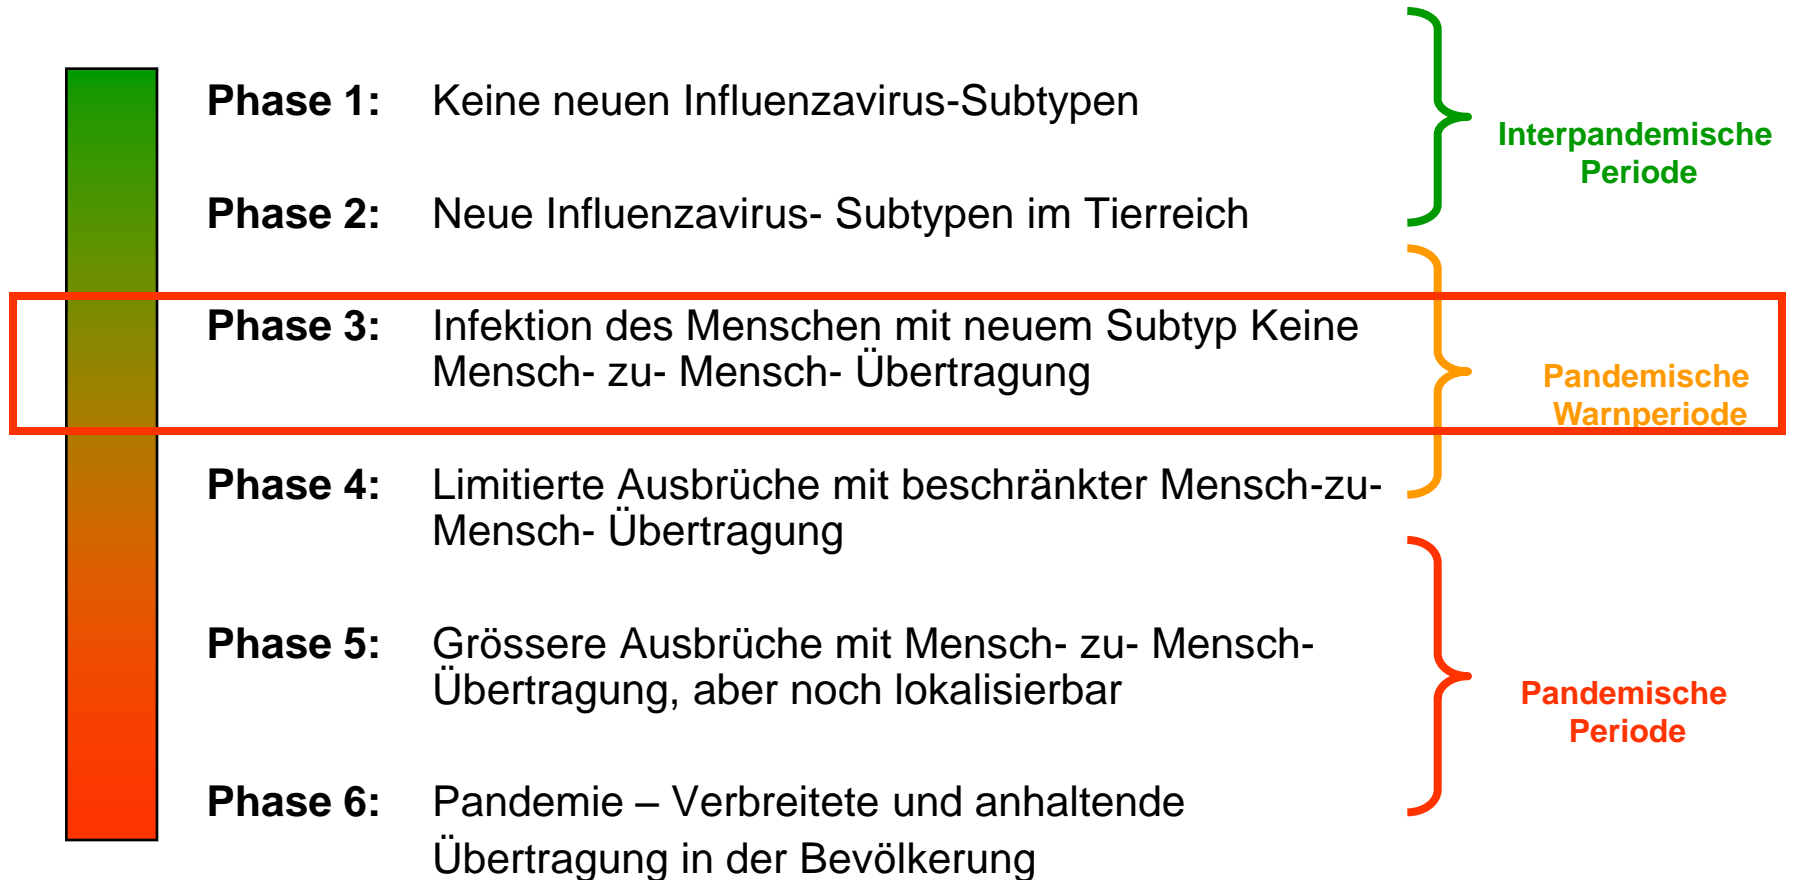 Phase 1: Keine neuen Influenzavirus-Subtypen
Interpandemische
Periode
Phase 2: Neue Influenzavirus- Subtypen im Tierreich
Phase 3: Infektion des Menschen mit neuem Subtyp Keine
Mensch- zu- Mensch- Übertragung
Pandemische
Warnperiode
Phase 4: Limitierte Ausbrüche mit beschränkter Mensch-zu-
Mensch- Übertragung
Phase 5: Grössere Ausbrüche mit Mensch- zu- Mensch-
Übertragung, aber noch lokalisierbar
Pandemische
Periode
Phase 6: Pandemie – Verbreitete und anhaltende
Übertragung in der Bevölkerung